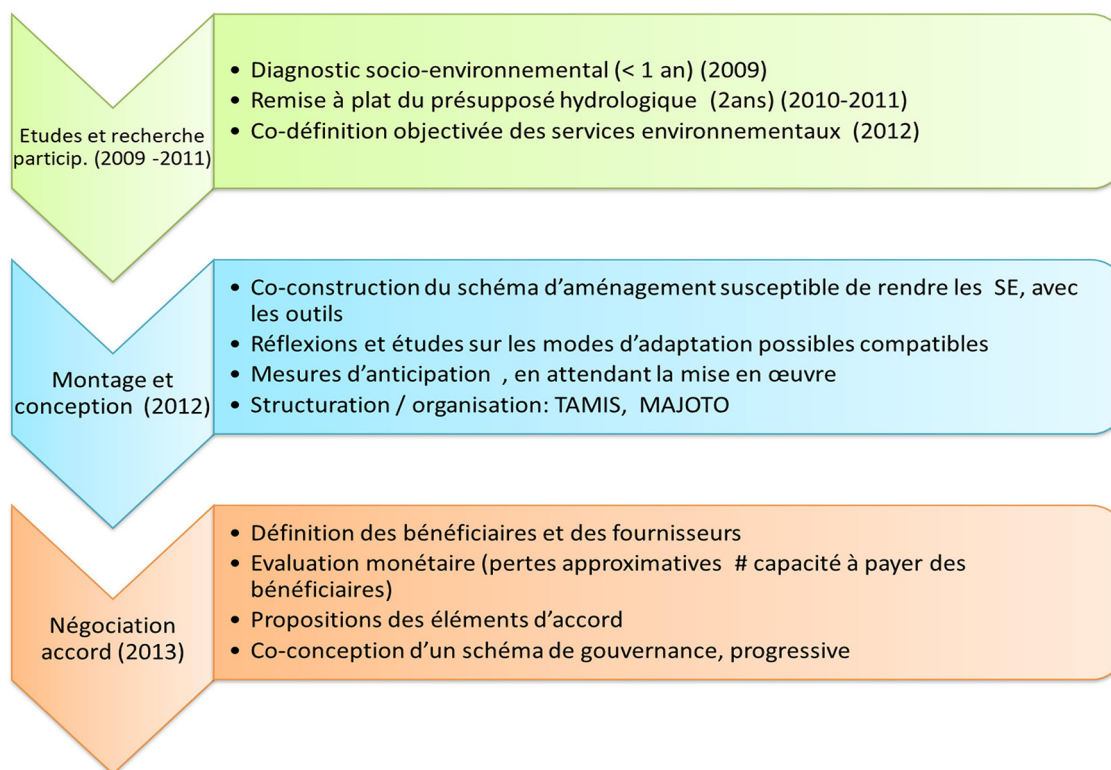 Etudes et recherche
particip. (2009 -2011)
• Diagnostic socio-environmental (< 1 an) (2009)
• Remise à plat du présupposé hydrologique (2ans) (2010-2011)
• Co-définition objectivée des services environmentaux (2012)
Montage et
conception (2012)
• Co-construction du schéma d’aménagement susceptible de rendre les SE, avec
les outils
• Réflexions et études sur les modes d’adaptation possibles compatibles
• Mesures d’anticipation , en attendant la mise en œuvre
• Structuration / organisation: TAMIS, MAJOTO
Négociation
accord (2013)
• Définition des bénéficiaires et des fournisseurs
• Evaluation monétaire (pertes approximatives # capacité à payer des
bénéficiaires)
• Propositions des éléments d’accord
• Co-conception d’un schéma de gouvernance, progressive